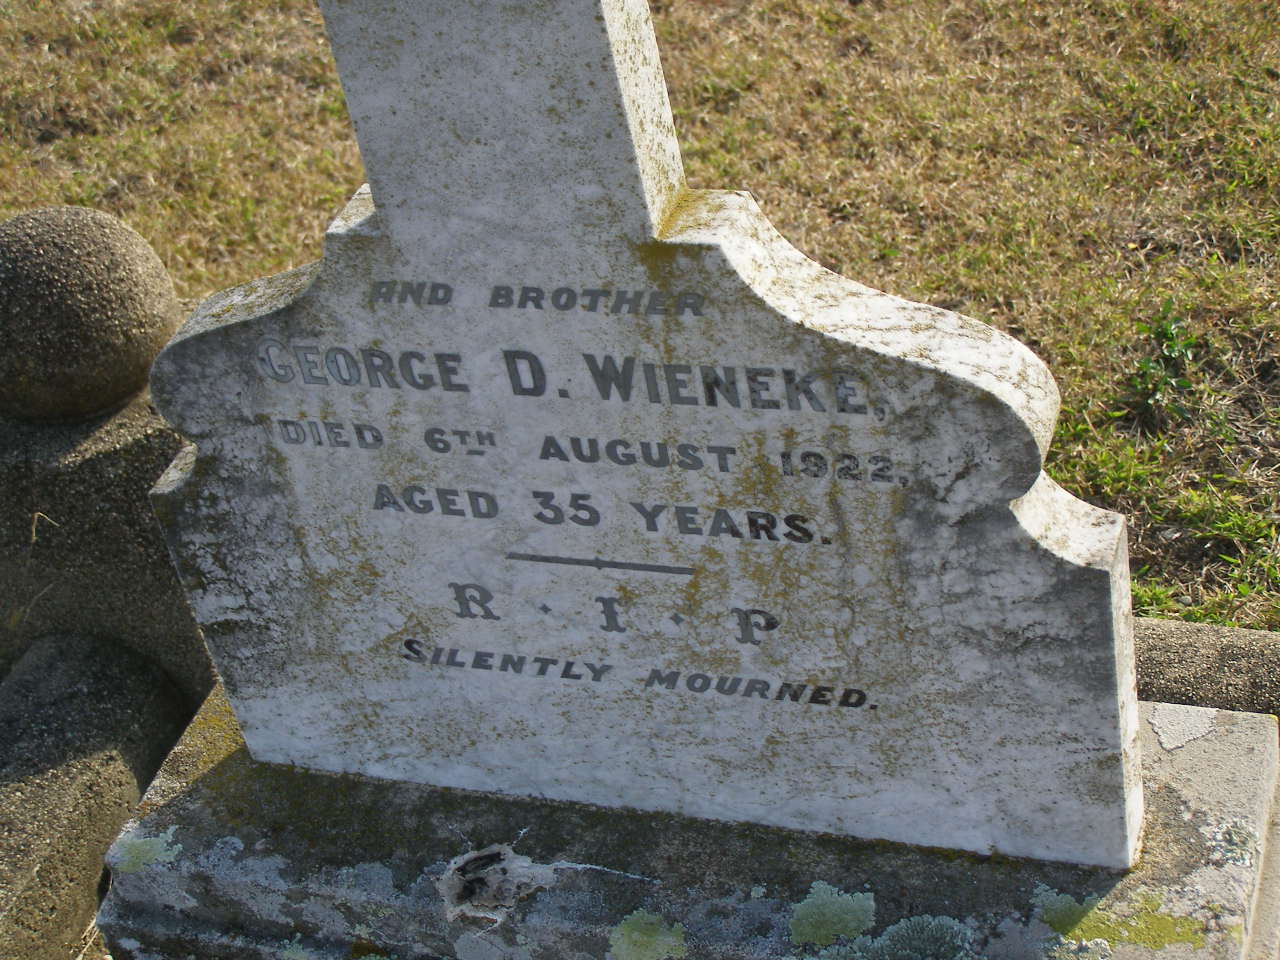 AND BROTHER
GEORGE D. WIENEKE,
DIED 6TH AUGUST 1922,
AGED 35 YEARS.
R · I · P
SILENTLY MOURNED.